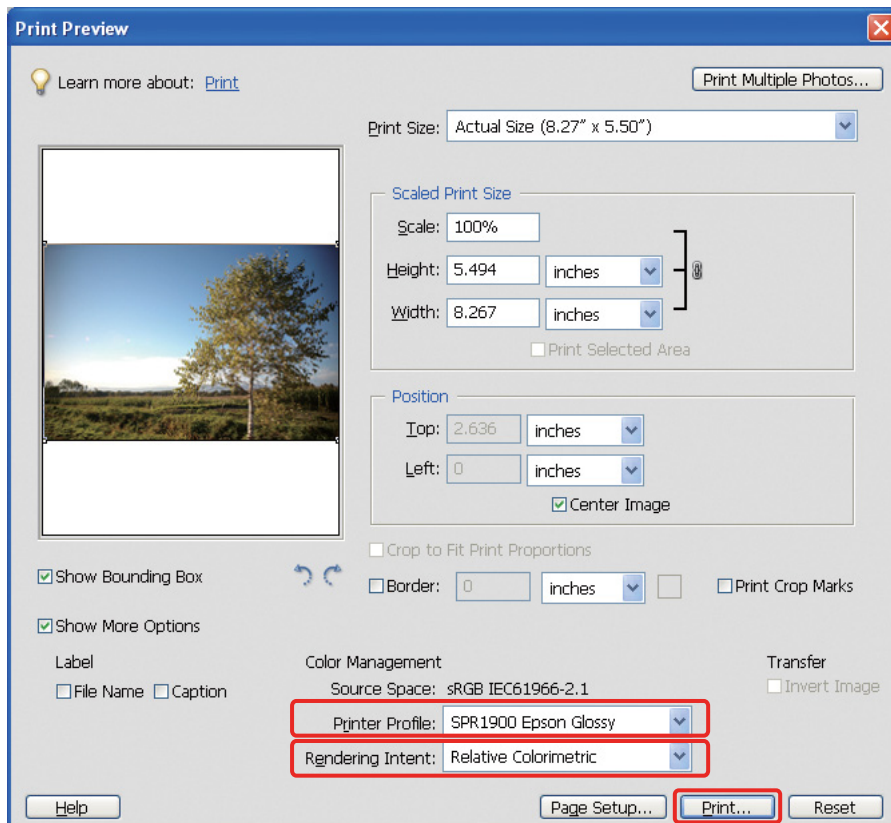 Print Preview
Learn more about: Print
Print Multiple Photos...
Print Size: Actual Size (8.27" x 5.50")
Scaled Print Size
Scale: 100%
Height: 5.494 inches
Width: 8.267 inches
Print Selected Area
Position
Top: 2.636 inches
Left: 0 inches
Center Image
Crop to Fit Print Proportions
Show Bounding Box
Border: 0 inches Print Crop Marks
Show More Options
Label Color Management Transfer
File Name Caption Source Space: sRGB IEC61966-2.1 Invert Image
Printer Profile: SPR1900 Epson Glossy
Rendering Intent: Relative Colorimetric
Help Page Setup... Print... Reset